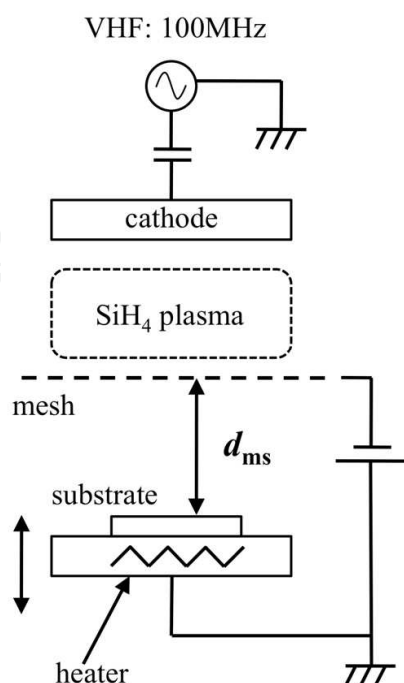 VHF: 100MHz
cathode
SiH₄ plasma
mesh
dₘₛ
substrate
heater